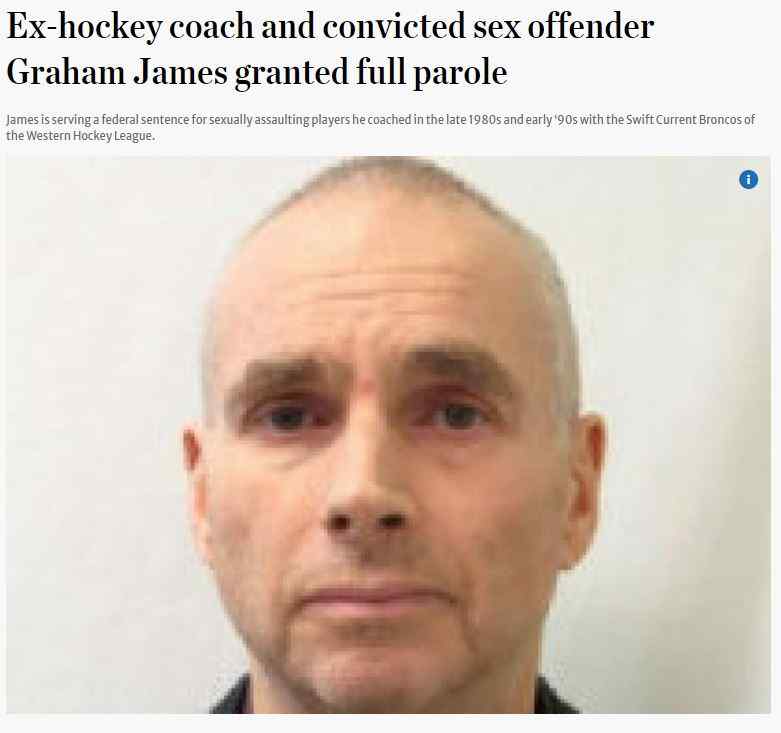 Ex-hockey coach and convicted sex offender
Graham James granted full parole
James is serving a federal sentence for sexually assaulting players he coached in the late 1980s and early '90s with the Swift Current Broncos of
the Western Hockey League.
i